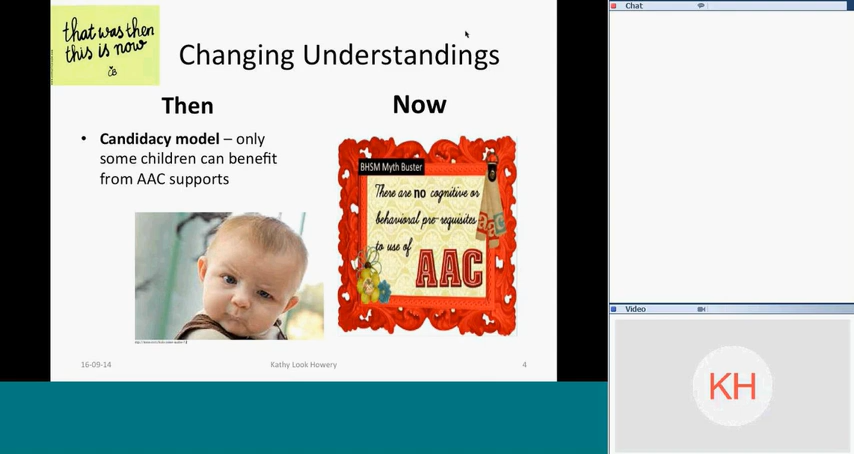 Chat
that was then
this is now
Changing Understandings
Then
Now
• Candidacy model – only
some children can benefit
from AAC supports
BHSM Myth Buster
There are no cognitive or
behavioral pre-requisites
to use of
AAC
aac
16-09-14
Kathy Look Howery
4
Video
KH